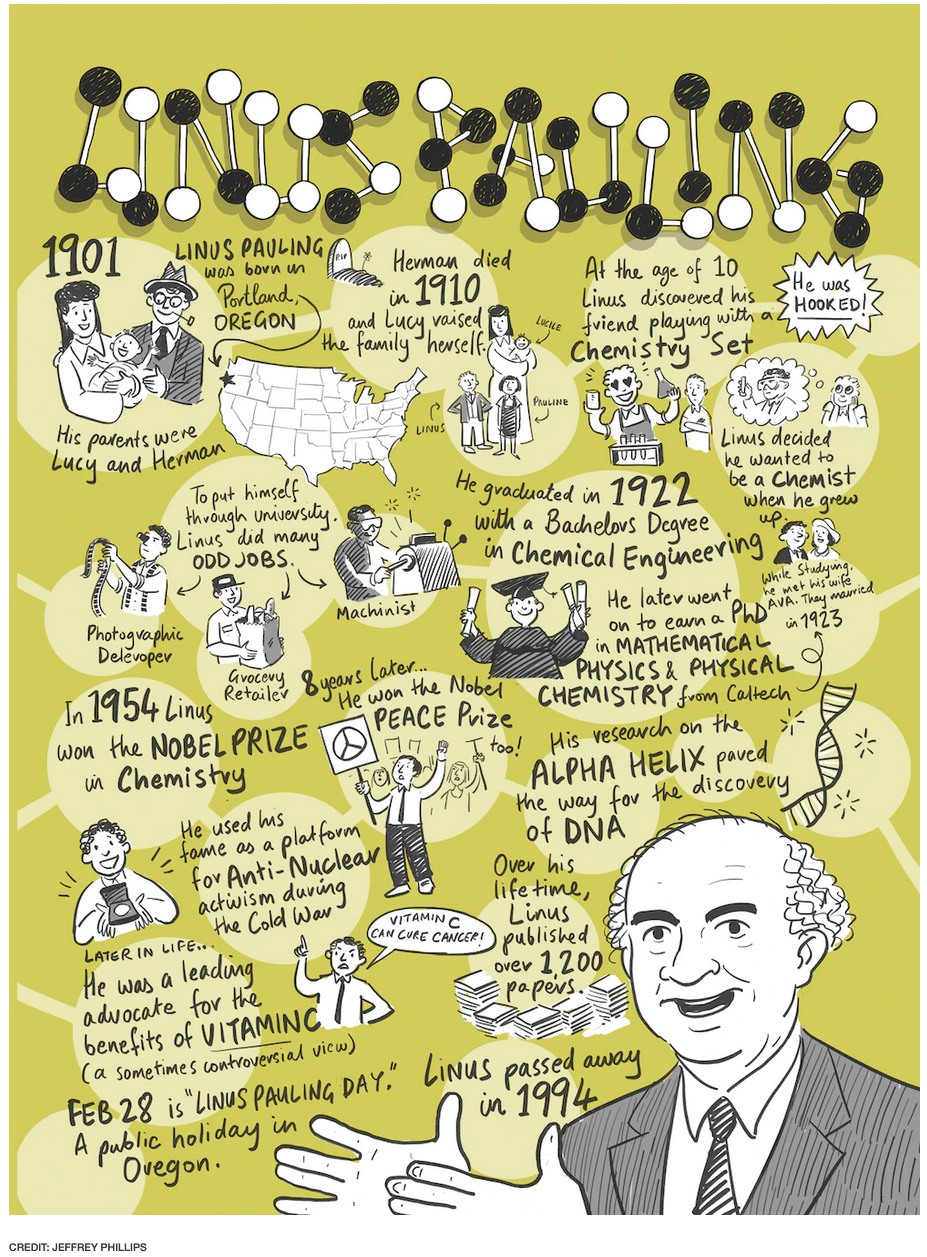 LINUS PAULING
1901
LINUS PAULING
was born in
Portland,
OREGON
His parents were
Lucy and Herman
RIP
Herman died
in 1910
and Lucy raised
the family herself.
LUCILE
LINUS
PAULINE
At the age of 10
Linus discovered his
friend playing with a
Chemistry Set
He was
HOOKED!
Linus decided
he wanted to
be a CHEMIST
when he grew
up.
To put himself
through university.
Linus did many
ODD JOBS.
Photographic
Delevoper
Grocery
Retailer
Machinist
He graduated in 1922
with a Bachelors Degree
in Chemical Engineering
While Studying,
he met his wife
AVA. They married
in 1923
He later went
on to earn a PhD
in MATHEMATICAL
PHYSICS & PHYSICAL
CHEMISTRY from Caltech
In 1954 Linus
won the NOBEL PRIZE
in Chemistry
8 years later...
He won the Nobel
PEACE Prize
too!
His research on the
ALPHA HELIX paved
the way for the discovery
of DNA
He used his
fame as a platform
for Anti-Nuclear
activism during
the Cold War
Over his
lifetime,
Linus
published
over 1,200
papers.
LATER IN LIFE...
He was a leading
advocate for the
benefits of VITAMIN C
(a sometimes controversial view)
VITAMIN C
CAN CURE CANCER!
FEB 28 is "LINUS PAULING DAY."
A public holiday in
Oregon.
Linus passed away
in 1994
CREDIT: JEFFREY PHILLIPS